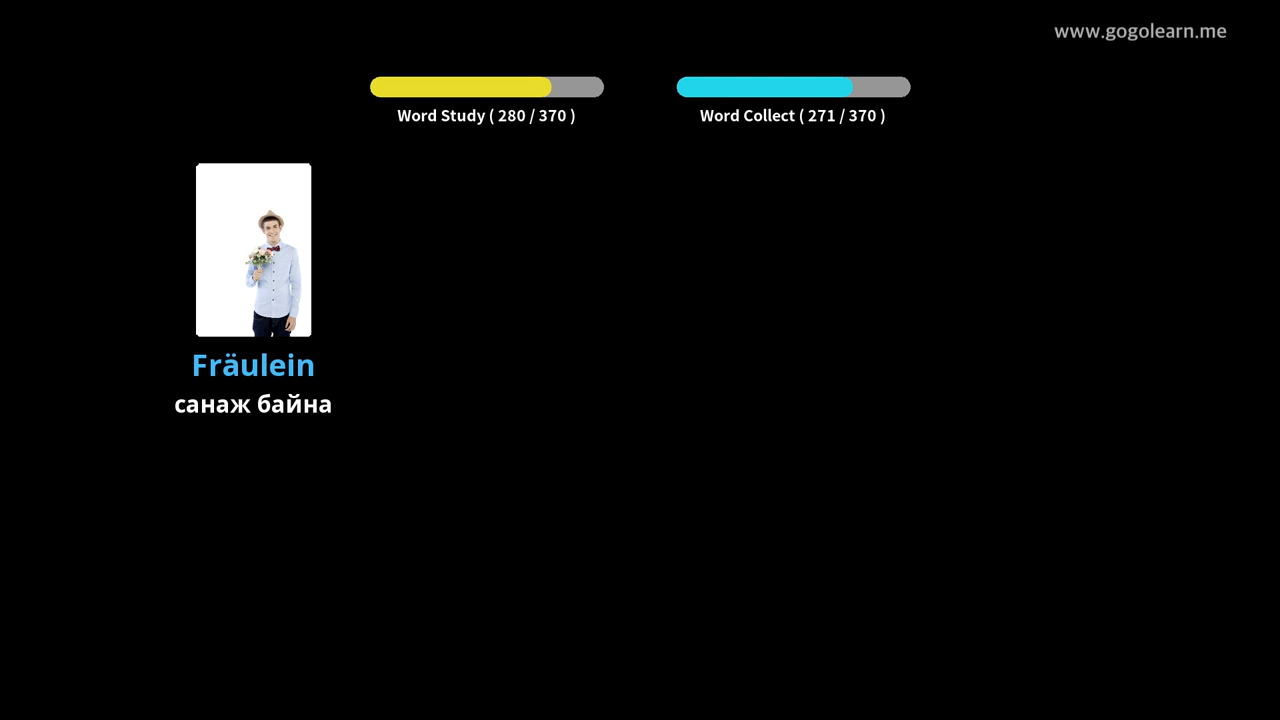 www.gogolearn.me
Word Study ( 280 / 370 )
Word Collect ( 271 / 370 )
Fräulein
санаж байна